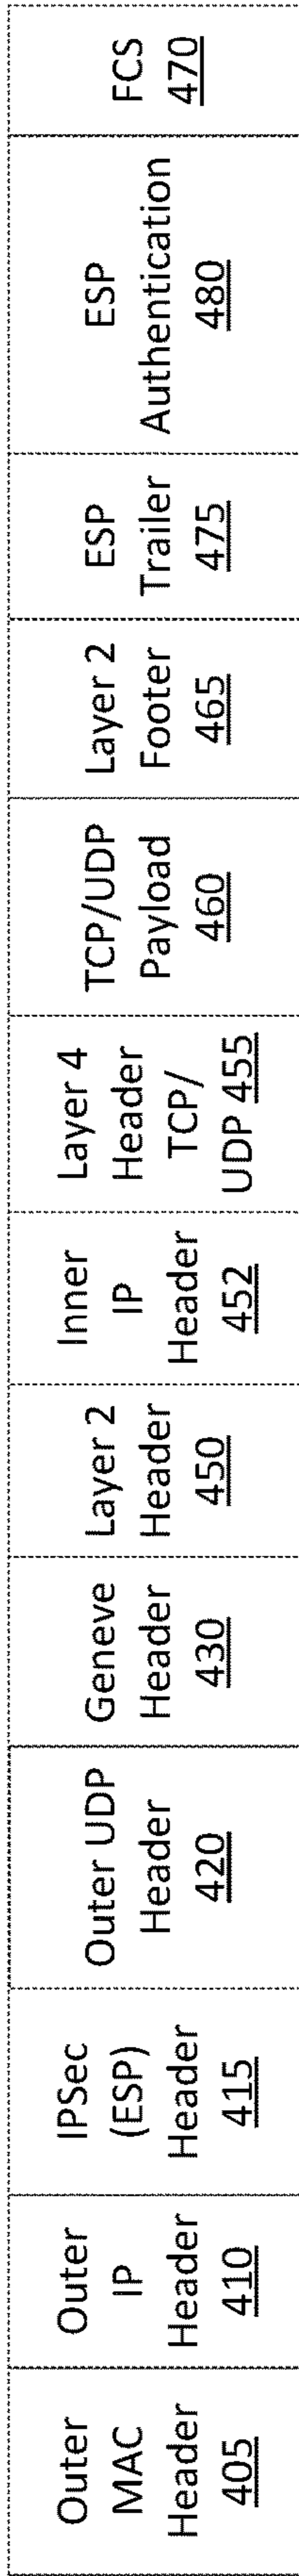 Outer
MAC
Header
405
Outer
IP
Header
410
IPSec
(ESP)
Header
415
Outer UDP
Header
420
Geneve
Header
430
Layer 2
Header
450
Inner
IP
Header
452
Layer 4
Header
TCP/
UDP 455
TCP/UDP
Payload
460
Layer 2
Footer
465
ESP
Trailer
475
ESP
Authentication
480
FCS
470